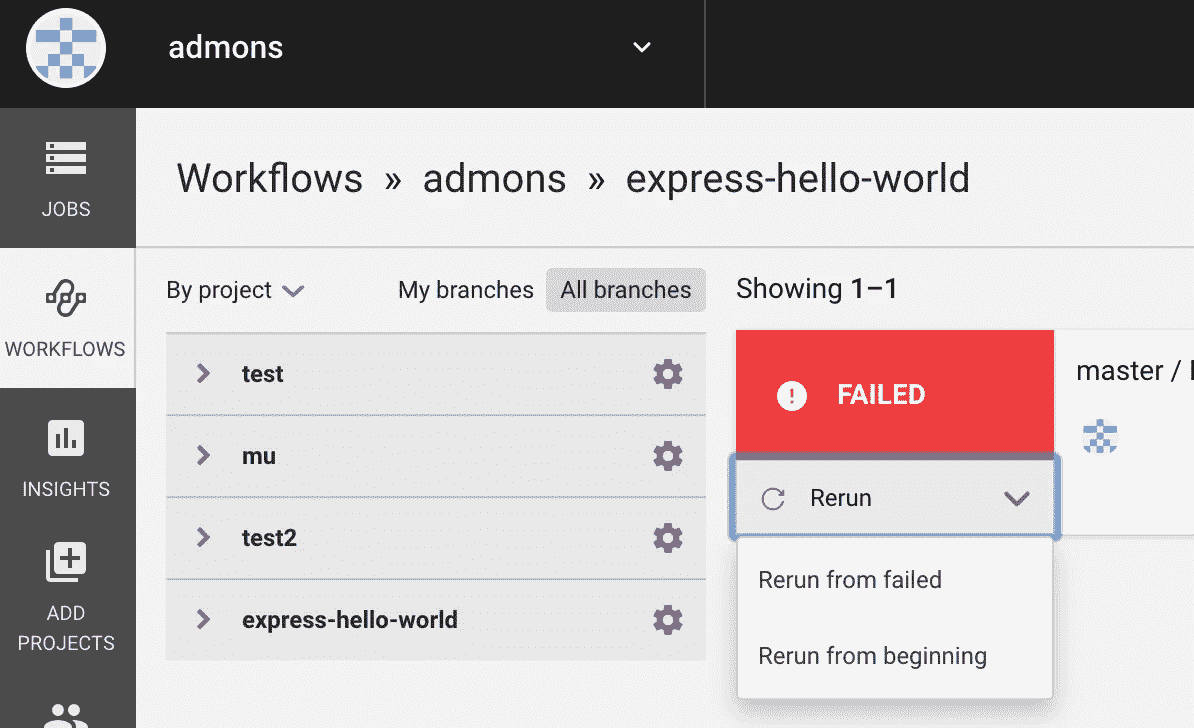 admons
JOBS
WORKFLOWS
INSIGHTS
ADD
PROJECTS
Workflows » admons » express-hello-world
By project
My branches
All branches
test
mu
test2
express-hello-world
Showing 1–1
FAILED
master /
Rerun
Rerun from failed
Rerun from beginning